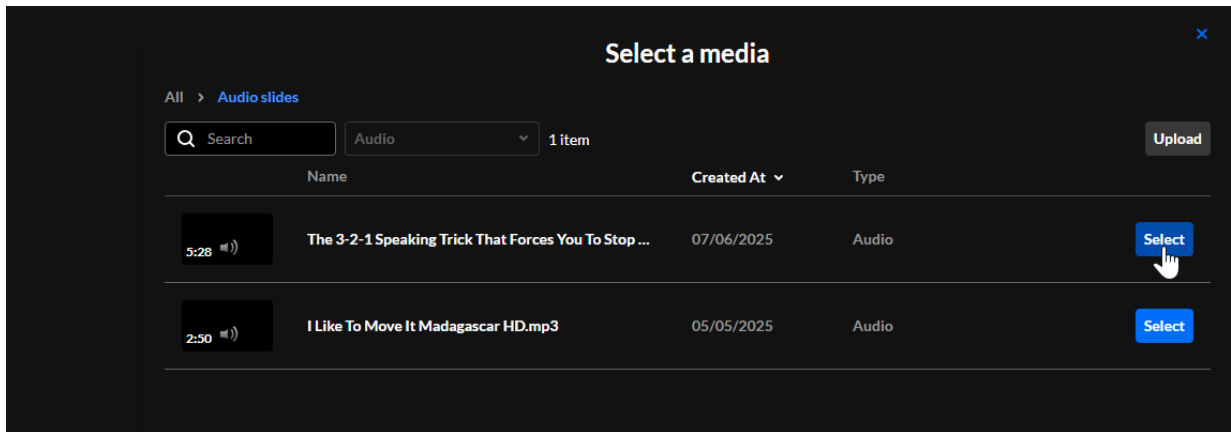 Select a media
All > Audio slides
Search Audio 1 item Upload
Name Created At Type
5:28 The 3-2-1 Speaking Trick That Forces You To Stop ... 07/06/2025 Audio Select
2:50 I Like To Move It Madagascar HD.mp3 05/05/2025 Audio Select